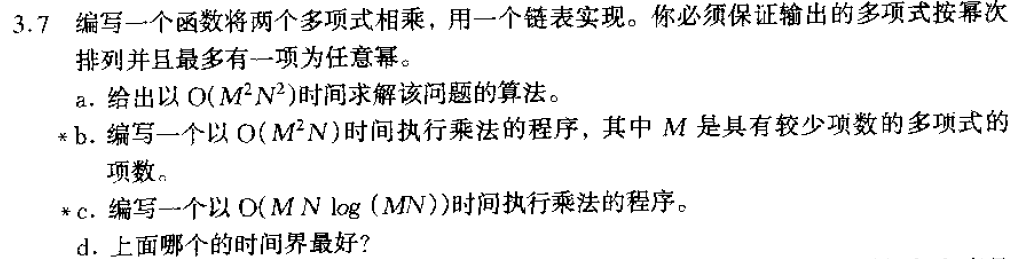 3.7 编写一个函数将两个多项式相乘，用一个链表实现。你必须保证输出的多项式按幂次
排列并且最多有一项为任意幂。
a. 给出以 O(M²N²)时间求解该问题的算法。
* b. 编写一个以 O(M²N)时间执行乘法的程序，其中 M 是具有较少项数的多项式的
项数。
* c. 编写一个以 O(M N log (MN))时间执行乘法的程序。
d. 上面哪个的时间界最好?